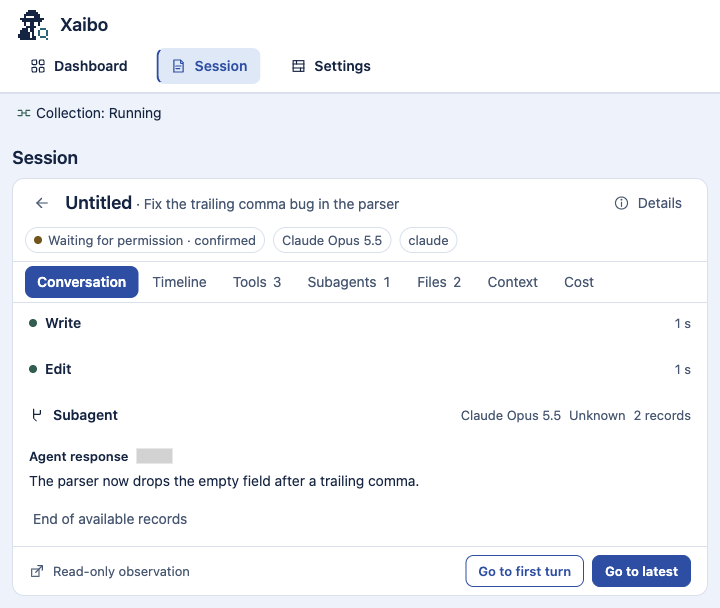 Xaibo
Dashboard Session Settings
Collection: Running
Session
Untitled · Fix the trailing comma bug in the parser Details
Waiting for permission · confirmed Claude Opus 5.5 claude
Conversation Timeline Tools 3 Subagents 1 Files 2 Context Cost
Write 1 s
Edit 1 s
Subagent Claude Opus 5.5 Unknown 2 records
Agent response
The parser now drops the empty field after a trailing comma.
End of available records
Read-only observation Go to first turn Go to latest